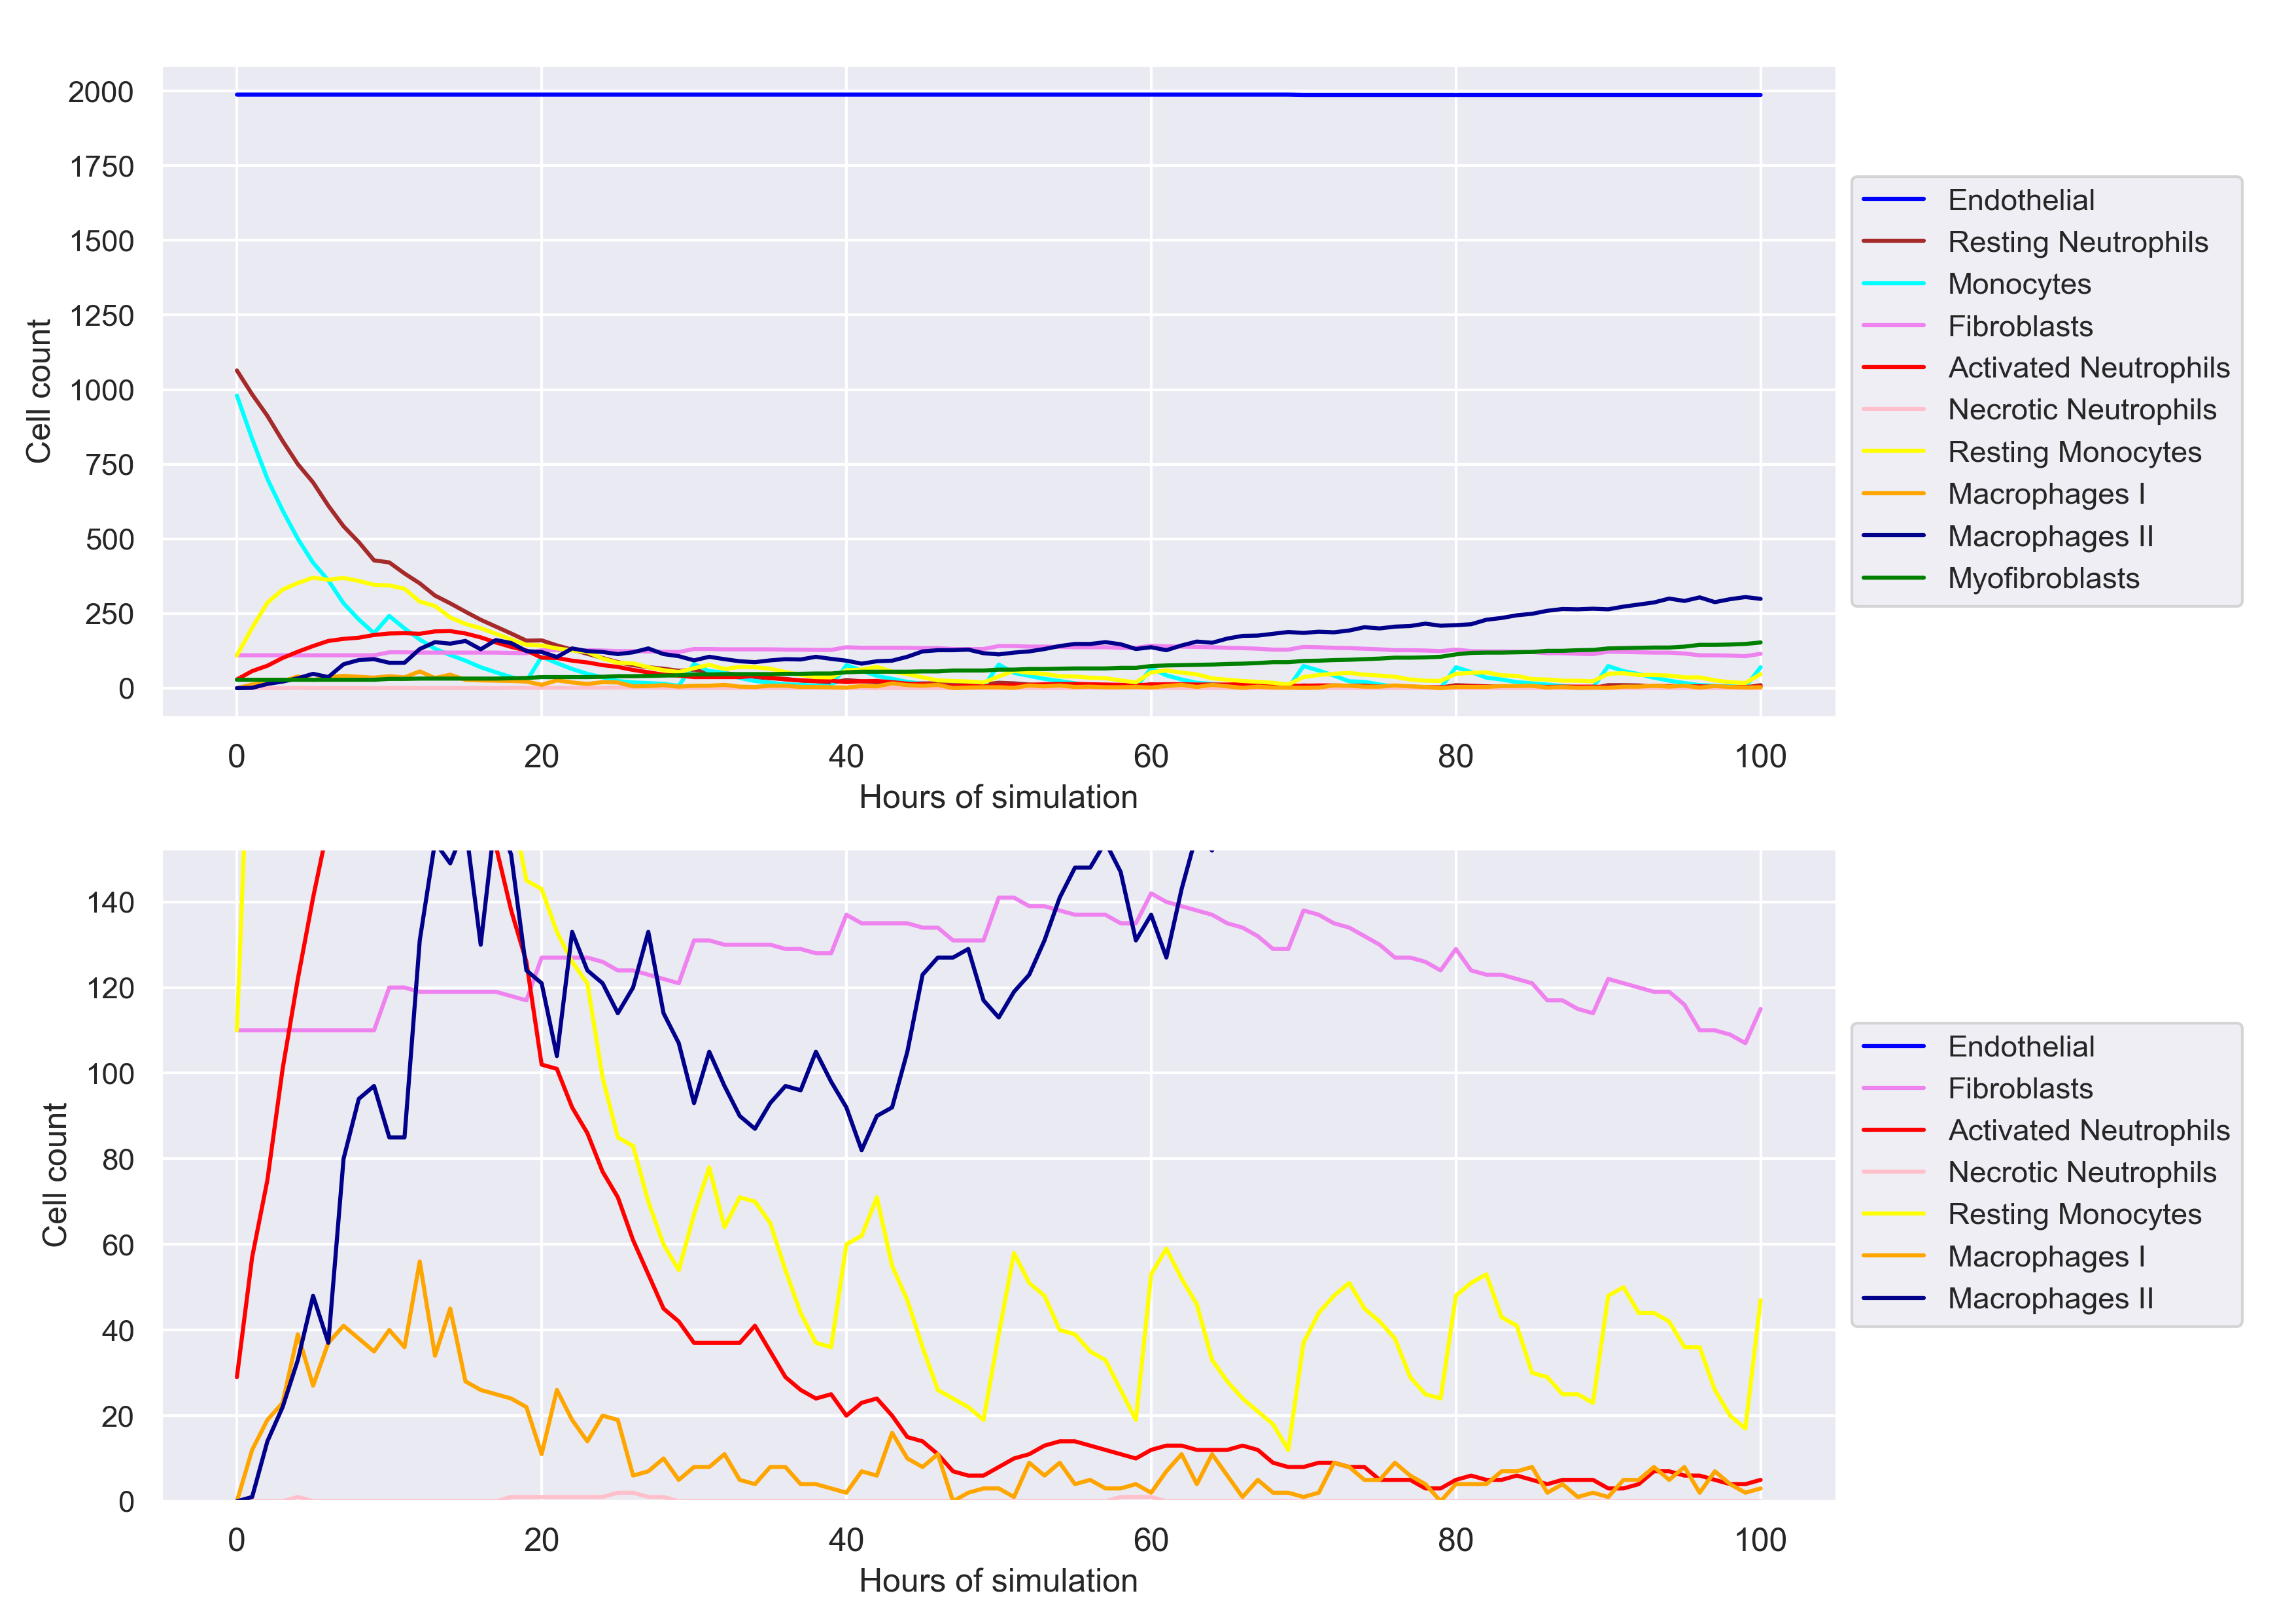 2000
1750
1500
1250
1000
750
500
250
0
Cell count
0 20 40 60 80 100
Hours of simulation
Endothelial
Resting Neutrophils
Monocytes
Fibroblasts
Activated Neutrophils
Necrotic Neutrophils
Resting Monocytes
Macrophages I
Macrophages II
Myofibroblasts
140
120
100
80
60
40
20
0
Cell count
0 20 40 60 80 100
Hours of simulation
Endothelial
Fibroblasts
Activated Neutrophils
Necrotic Neutrophils
Resting Monocytes
Macrophages I
Macrophages II